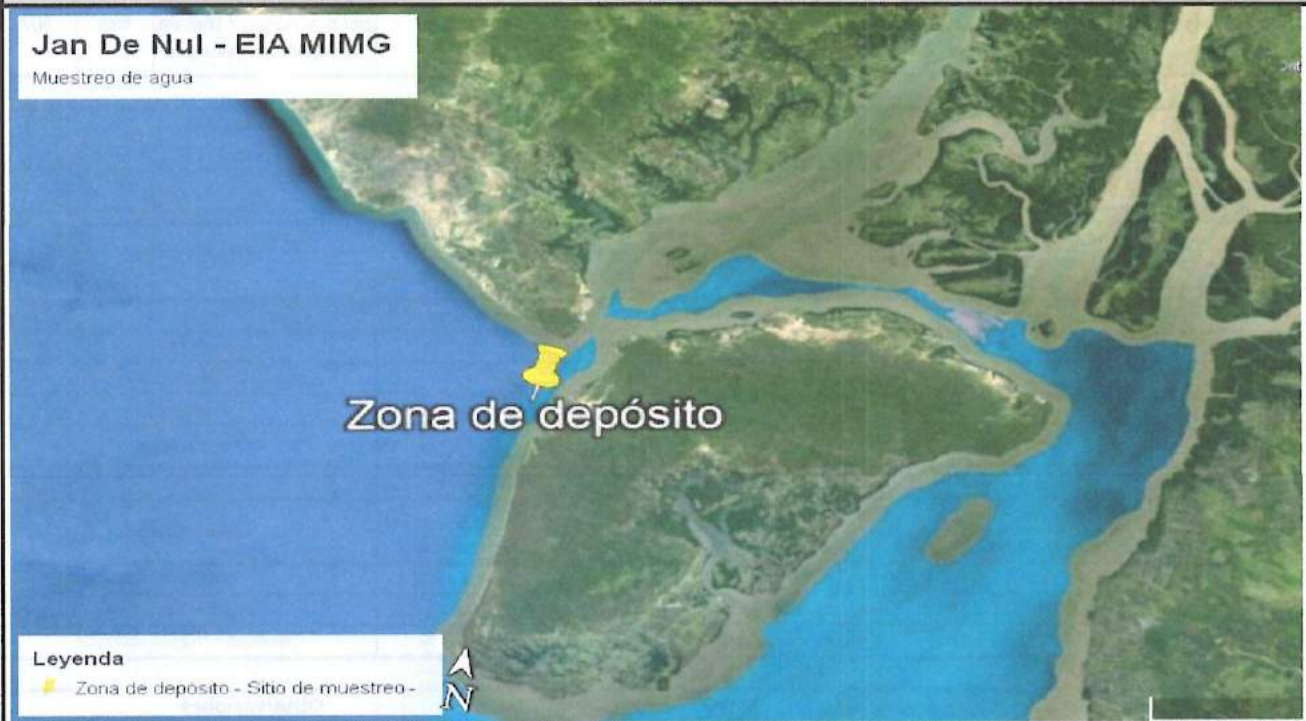 Jan De Nul - EIA MIMG
Muestreo de agua
Zona de depósito
Leyenda
Zona de depósito - Sitio de muestreo -
N